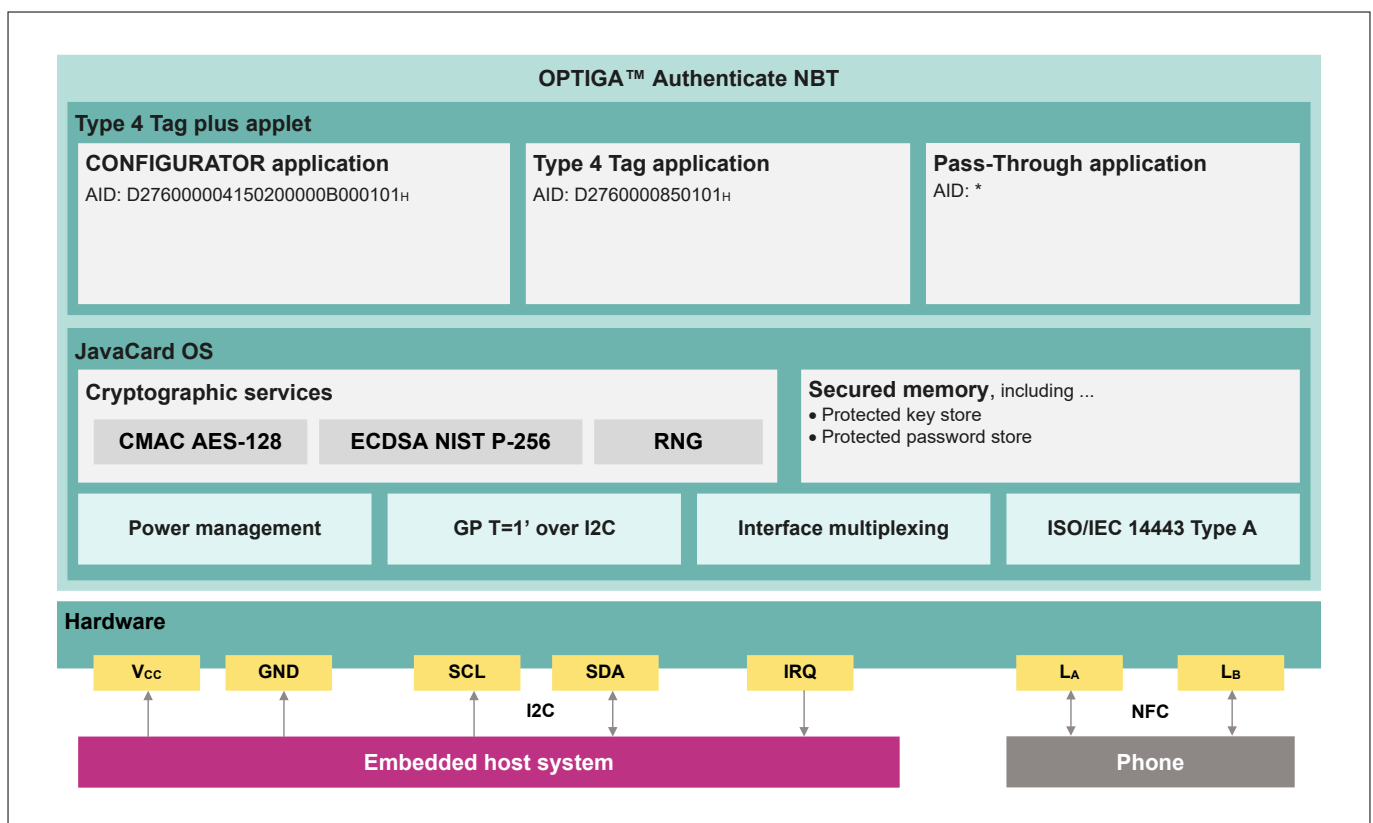 OPTIGA™ Authenticate NBT
Type 4 Tag plus applet
CONFIGURATOR application
AID: D276000004150200000B000101H
Type 4 Tag application
AID: D2760000850101H
Pass-Through application
AID: *
JavaCard OS
Cryptographic services
CMAC AES-128
ECDSA NIST P-256
RNG
Secured memory, including ...
• Protected key store
• Protected password store
Power management
GP T=1’ over I2C
Interface multiplexing
ISO/IEC 14443 Type A
Hardware
VCC
GND
SCL
SDA
IRQ
LA
LB
I2C
NFC
Embedded host system
Phone